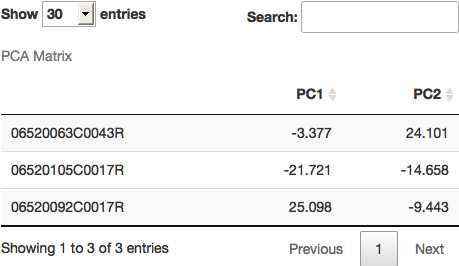 Show 30 entries Search:
PCA Matrix
PC1 PC2
06520063C0043R -3.377 24.101
06520105C0017R -21.721 -14.658
06520092C0017R 25.098 -9.443
Showing 1 to 3 of 3 entries Previous 1 Next